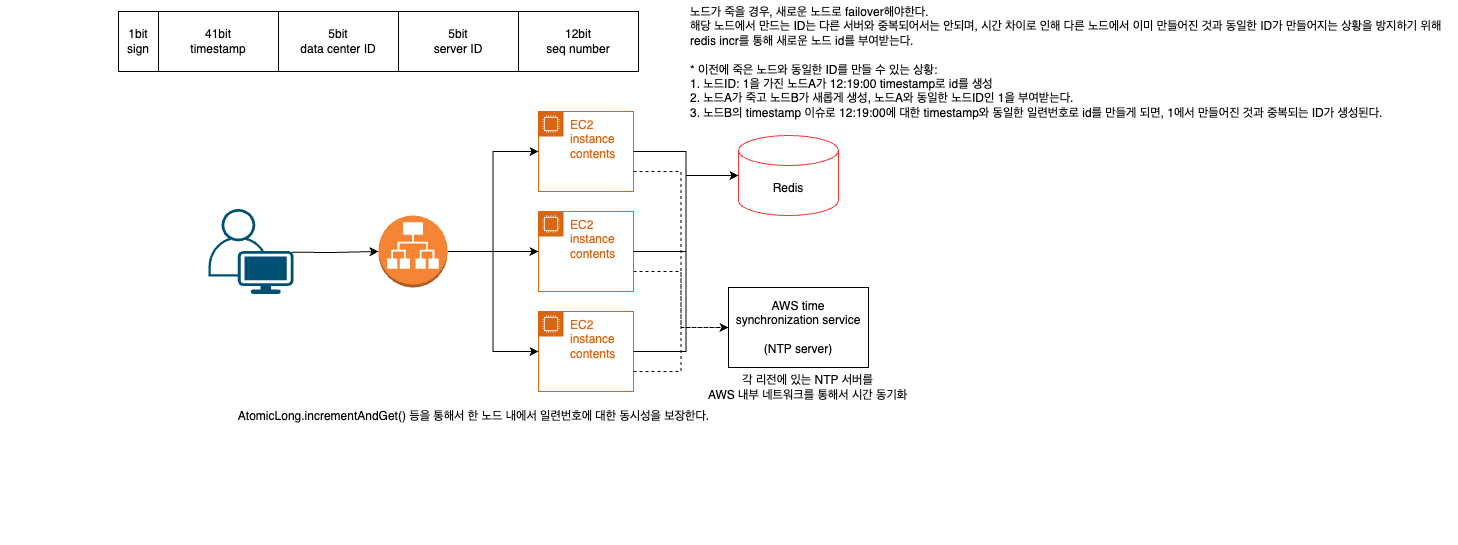 노드가 죽을 경우, 새로운 노드로 failover해야한다.
해당 노드에서 만드는 ID는 다른 서버와 중복되어서는 안되며, 시간 차이로 인해 다른 노드에서 이미 만들어진 것과 동일한 ID가 만들어지는 상황을 방지하기 위해
redis incr를 통해 새로운 노드 id를 부여받는다.
* 이전에 죽은 노드와 동일한 ID를 만들 수 있는 상황:
1. 노드ID: 1을 가진 노드A가 12:19:00 timestamp로 id를 생성
2. 노드A가 죽고 노드B가 새롭게 생성, 노드A와 동일한 노드ID인 1을 부여받는다.
3. 노드B의 timestamp 이슈로 12:19:00에 대한 timestamp와 동일한 일련번호로 id를 만들게 되면, 1에서 만들어진 것과 중복되는 ID가 생성된다.
1bit
sign
41bit
timestamp
5bit
data center ID
5bit
server ID
12bit
seq number
EC2
instance
contents
EC2
instance
contents
EC2
instance
contents
Redis
AWS time
synchronization service
(NTP server)
각 리전에 있는 NTP 서버를
AWS 내부 네트워크를 통해서 시간 동기화
AtomicLong.incrementAndGet() 등을 통해서 한 노드 내에서 일련번호에 대한 동시성을 보장한다.